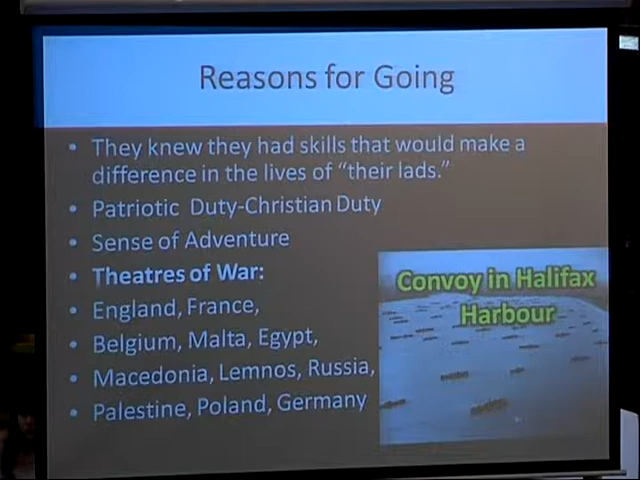 Reasons for Going
• They knew they had skills that would make a
difference in the lives of “their lads.”
• Patriotic Duty-Christian Duty
• Sense of Adventure
• Theatres of War:
• England, France,
• Belgium, Malta, Egypt,
• Macedonia, Lemnos, Russia,
• Palestine, Poland, Germany
Convoy in Halifax
Harbour